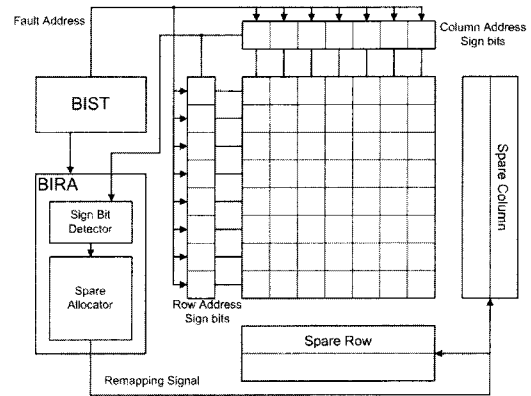 Fault Address
Column Address
Sign bits
BIST
BIRA
Sign Bit
Detector
Spare
Allocator
Row Address
Sign bits
Spare Column
Spare Row
Remapping Signal